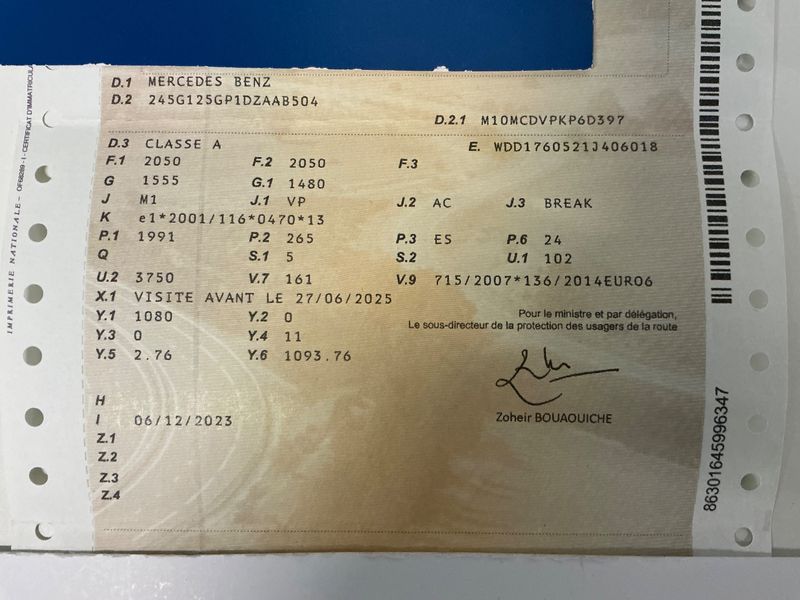 D.1 MERCEDES BENZ
D.2 245G125GP1DZAAB504
D.2.1 M10MCDVPKP6D397
D.3 CLASSE A
E. WDD1760521J406018
F.1 2050 F.2 2050 F.3
G 1555 G.1 1480
J M1 J.1 VP J.2 AC J.3 BREAK
K e1*2001/116*0470*13
P.1 1991 P.2 265 P.3 ES P.6 24
Q S.1 5 S.2 U.1 102
U.2 3750 V.7 161 V.9 715/2007*136/2014EURO6
X.1 VISITE AVANT LE 27/06/2025
Y.1 1080 Y.2 0
Y.3 0 Y.4 11
Y.5 2.76 Y.6 1093.76
Pour le ministre et par délégation,
Le sous-directeur de la protection des usagers de la route
Zoheir BOUAOUICHE
H
I 06/12/2023
Z.1
Z.2
Z.3
Z.4
IMPRIMERIE NATIONALE
CERTIFICAT D'IMMATRICULA
86301645996347